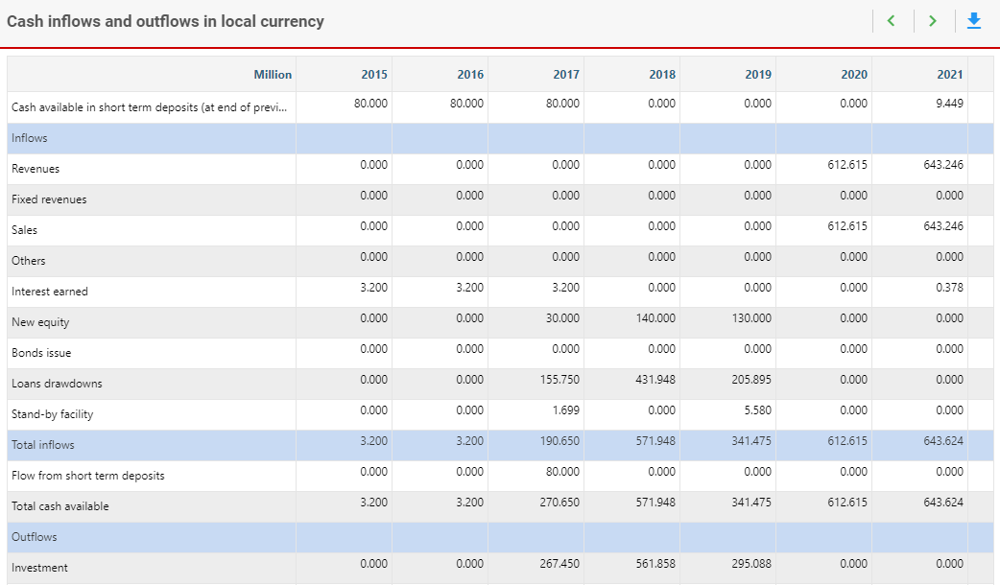 Cash inflows and outflows in local currency
Million 2015 2016 2017 2018 2019 2020 2021
Cash available in short term deposits (at end of previ... 80.000 80.000 80.000 0.000 0.000 0.000 9.449
Inflows
Revenues 0.000 0.000 0.000 0.000 0.000 612.615 643.246
Fixed revenues 0.000 0.000 0.000 0.000 0.000 0.000 0.000
Sales 0.000 0.000 0.000 0.000 0.000 612.615 643.246
Others 0.000 0.000 0.000 0.000 0.000 0.000 0.000
Interest earned 3.200 3.200 3.200 0.000 0.000 0.000 0.378
New equity 0.000 0.000 30.000 140.000 130.000 0.000 0.000
Bonds issue 0.000 0.000 0.000 0.000 0.000 0.000 0.000
Loans drawdowns 0.000 0.000 155.750 431.948 205.895 0.000 0.000
Stand-by facility 0.000 0.000 1.699 0.000 5.580 0.000 0.000
Total inflows 3.200 3.200 190.650 571.948 341.475 612.615 643.624
Flow from short term deposits 0.000 0.000 80.000 0.000 0.000 0.000 0.000
Total cash available 3.200 3.200 270.650 571.948 341.475 612.615 643.624
Outflows
Investment 0.000 0.000 267.450 561.858 295.088 0.000 0.000